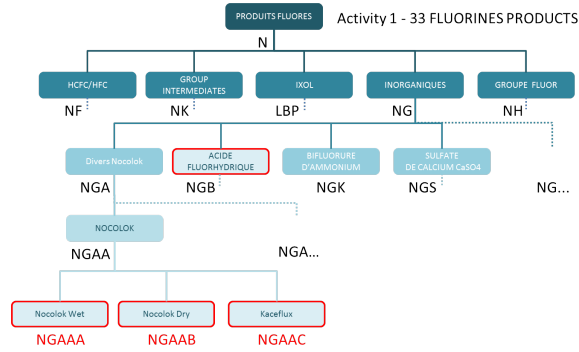 PRODUITS FLUORES
Activity 1 - 33 FLUORINES PRODUCTS
N
HCFC/HFC
GROUP
INTERMEDIATES
IXOL
INORGANIQUES
GROUPE FLUOR
NF
NK
LBP
NG
NH
Divers Nocolok
ACIDE
FLUORHYDRIQUE
BIFLUORURE
D'AMMONIUM
SULFATE
DE CALCIUM CaSO4
NGA
NGB
NGK
NGS
NG...
NOCOLOK
NGAA
NGA...
Nocolok Wet
Nocolok Dry
Kaceflux
NGAAA
NGAAB
NGAAC